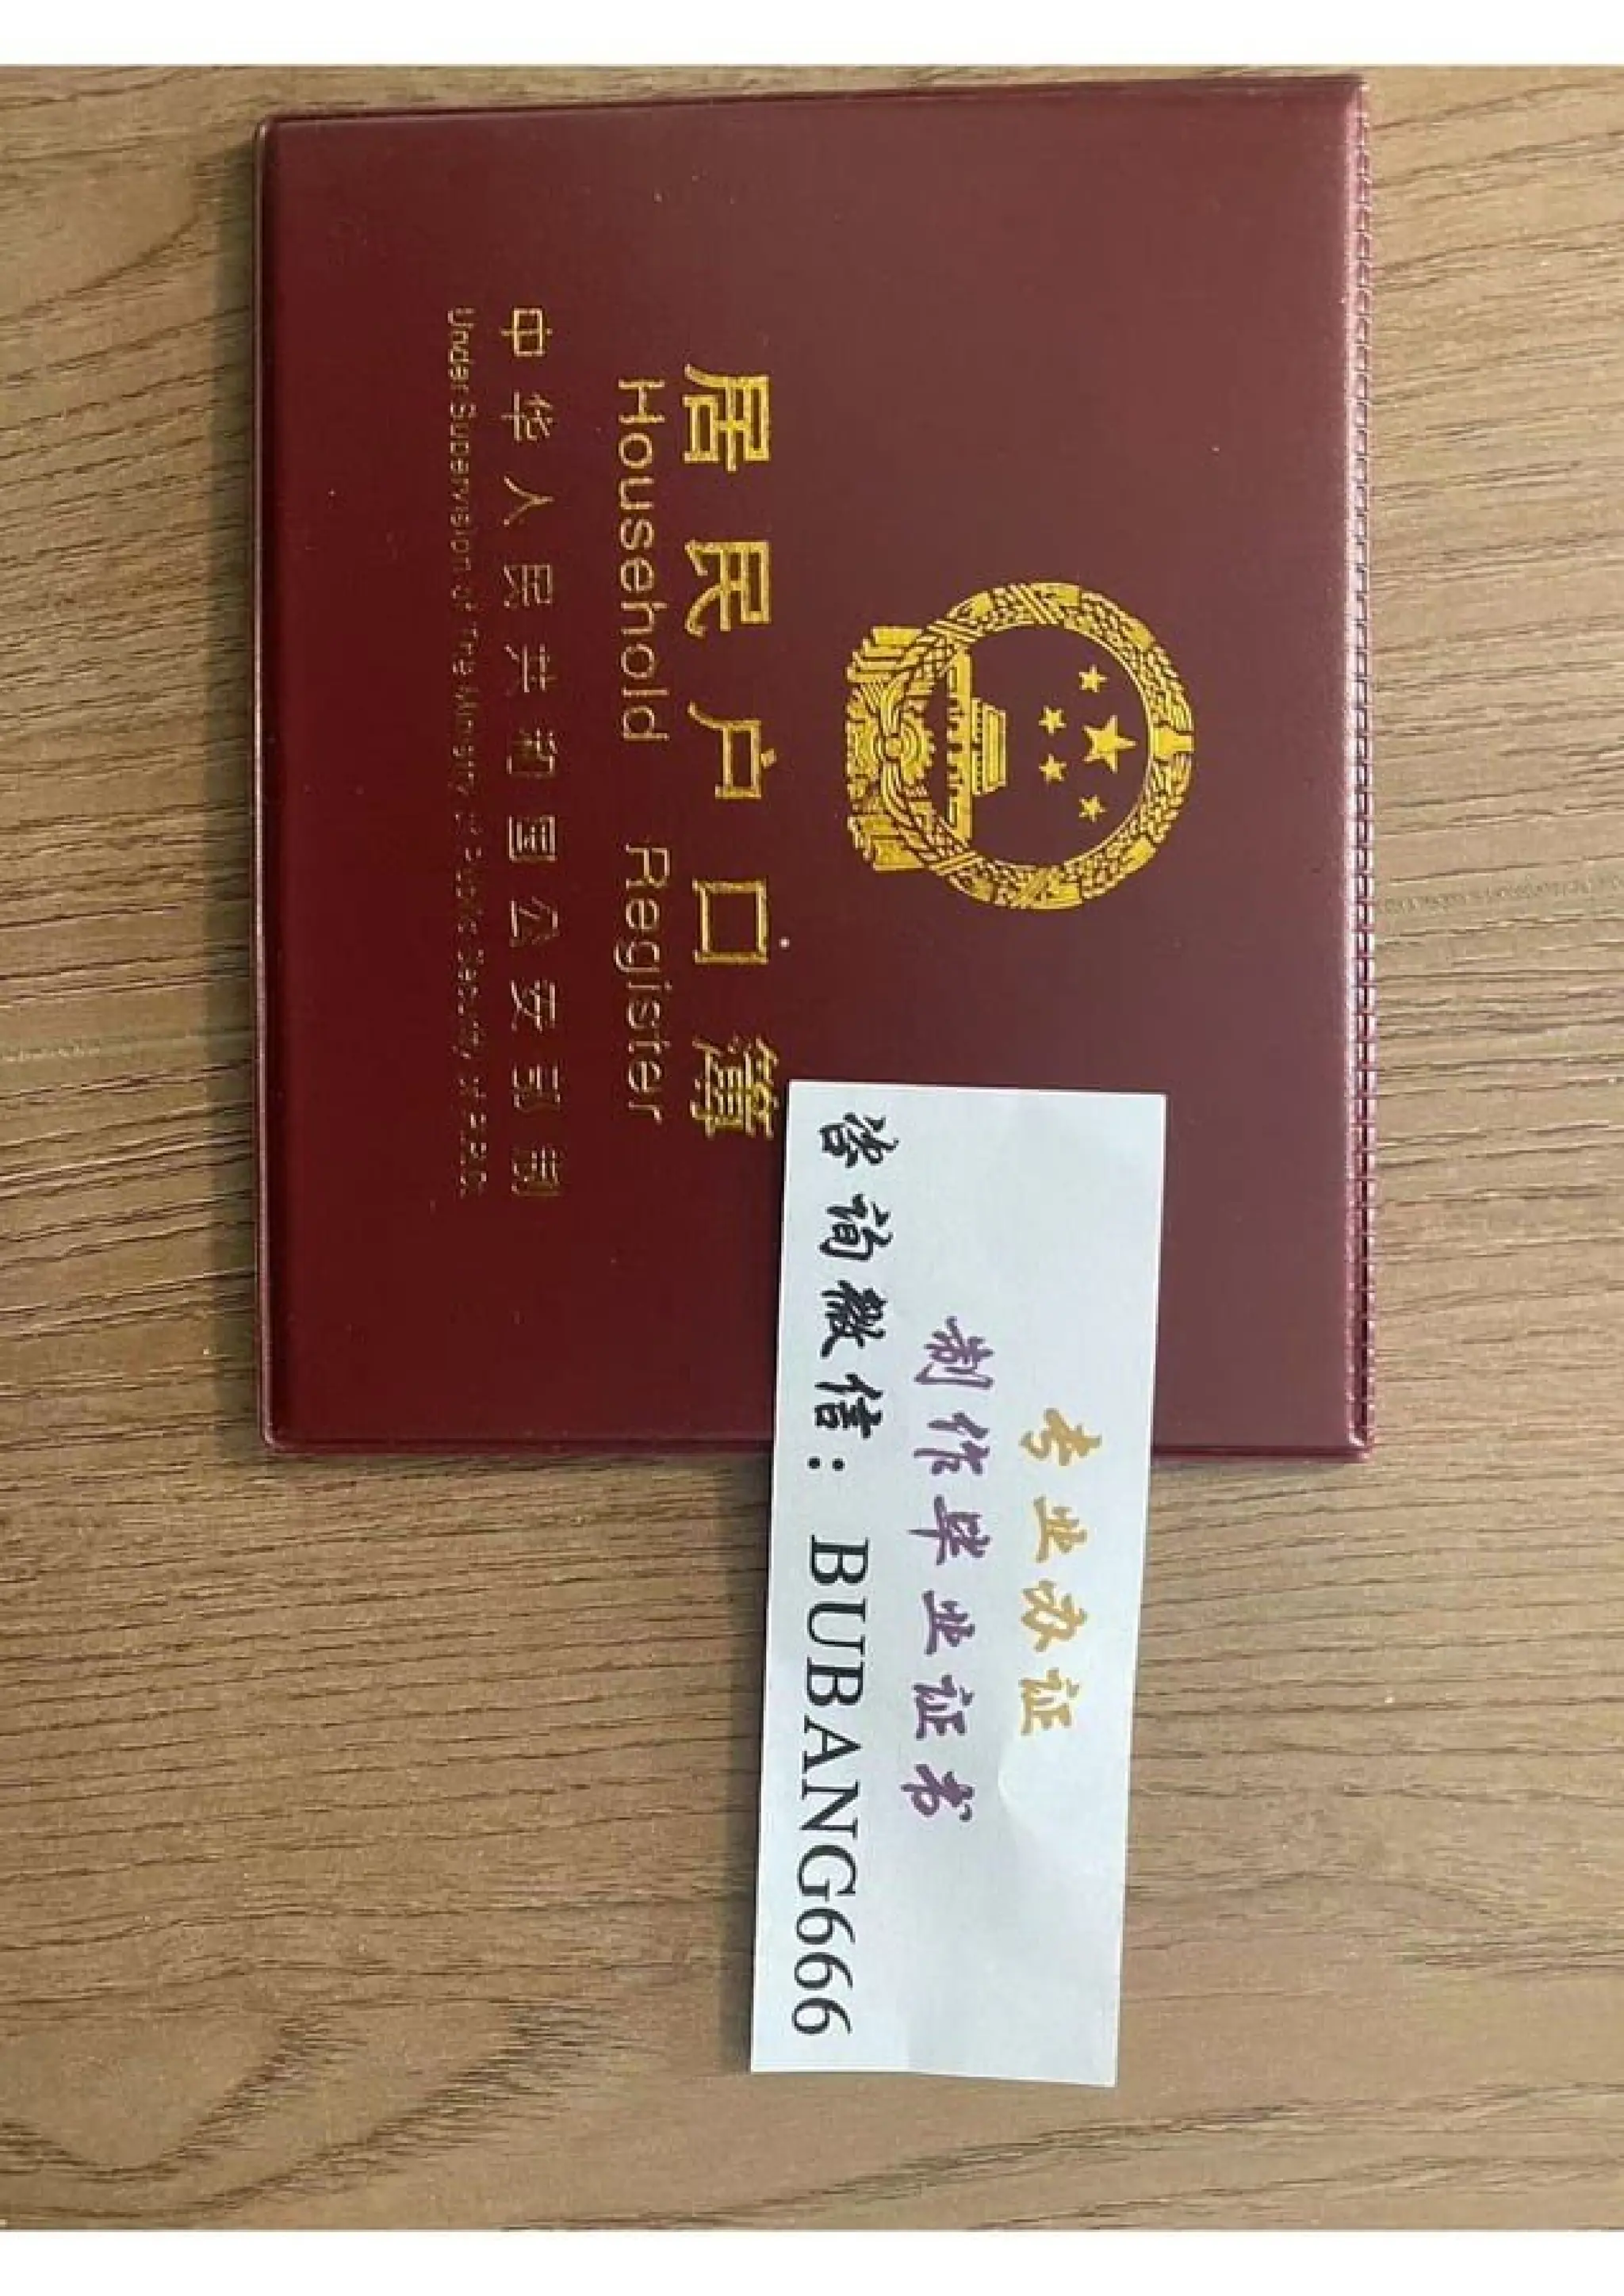 居民户口簿
Household Register
中华人民共和国公安部制
Under Supervision of The Ministry of Public Security of P.R.C.
专业办证
制作毕业证书
咨询微信：BUBANG666